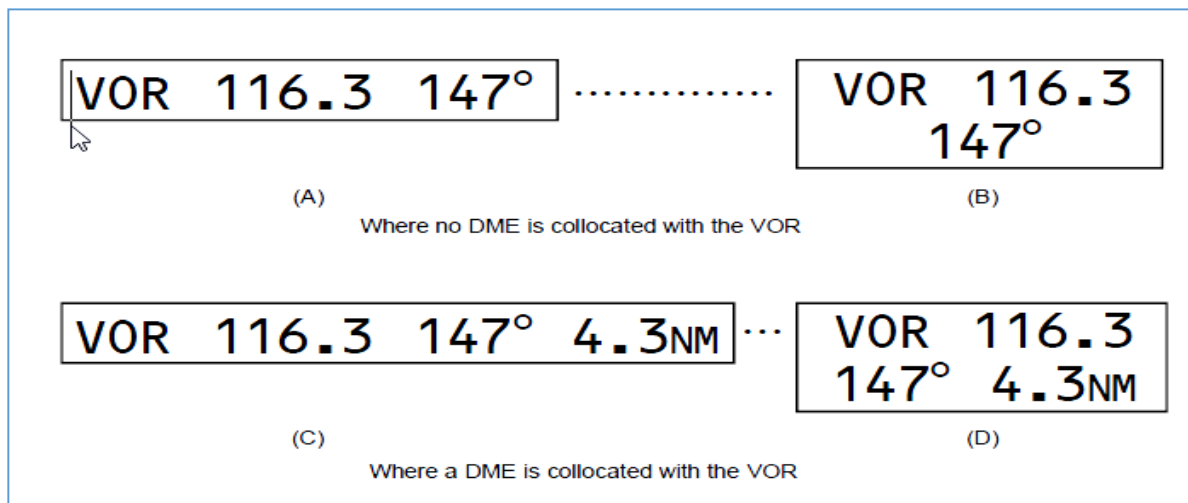 VOR 116.3 147° .............. VOR 116.3
147°
(A) (B)
Where no DME is collocated with the VOR
VOR 116.3 147° 4.3NM ... VOR 116.3
147° 4.3NM
(C) (D)
Where a DME is collocated with the VOR